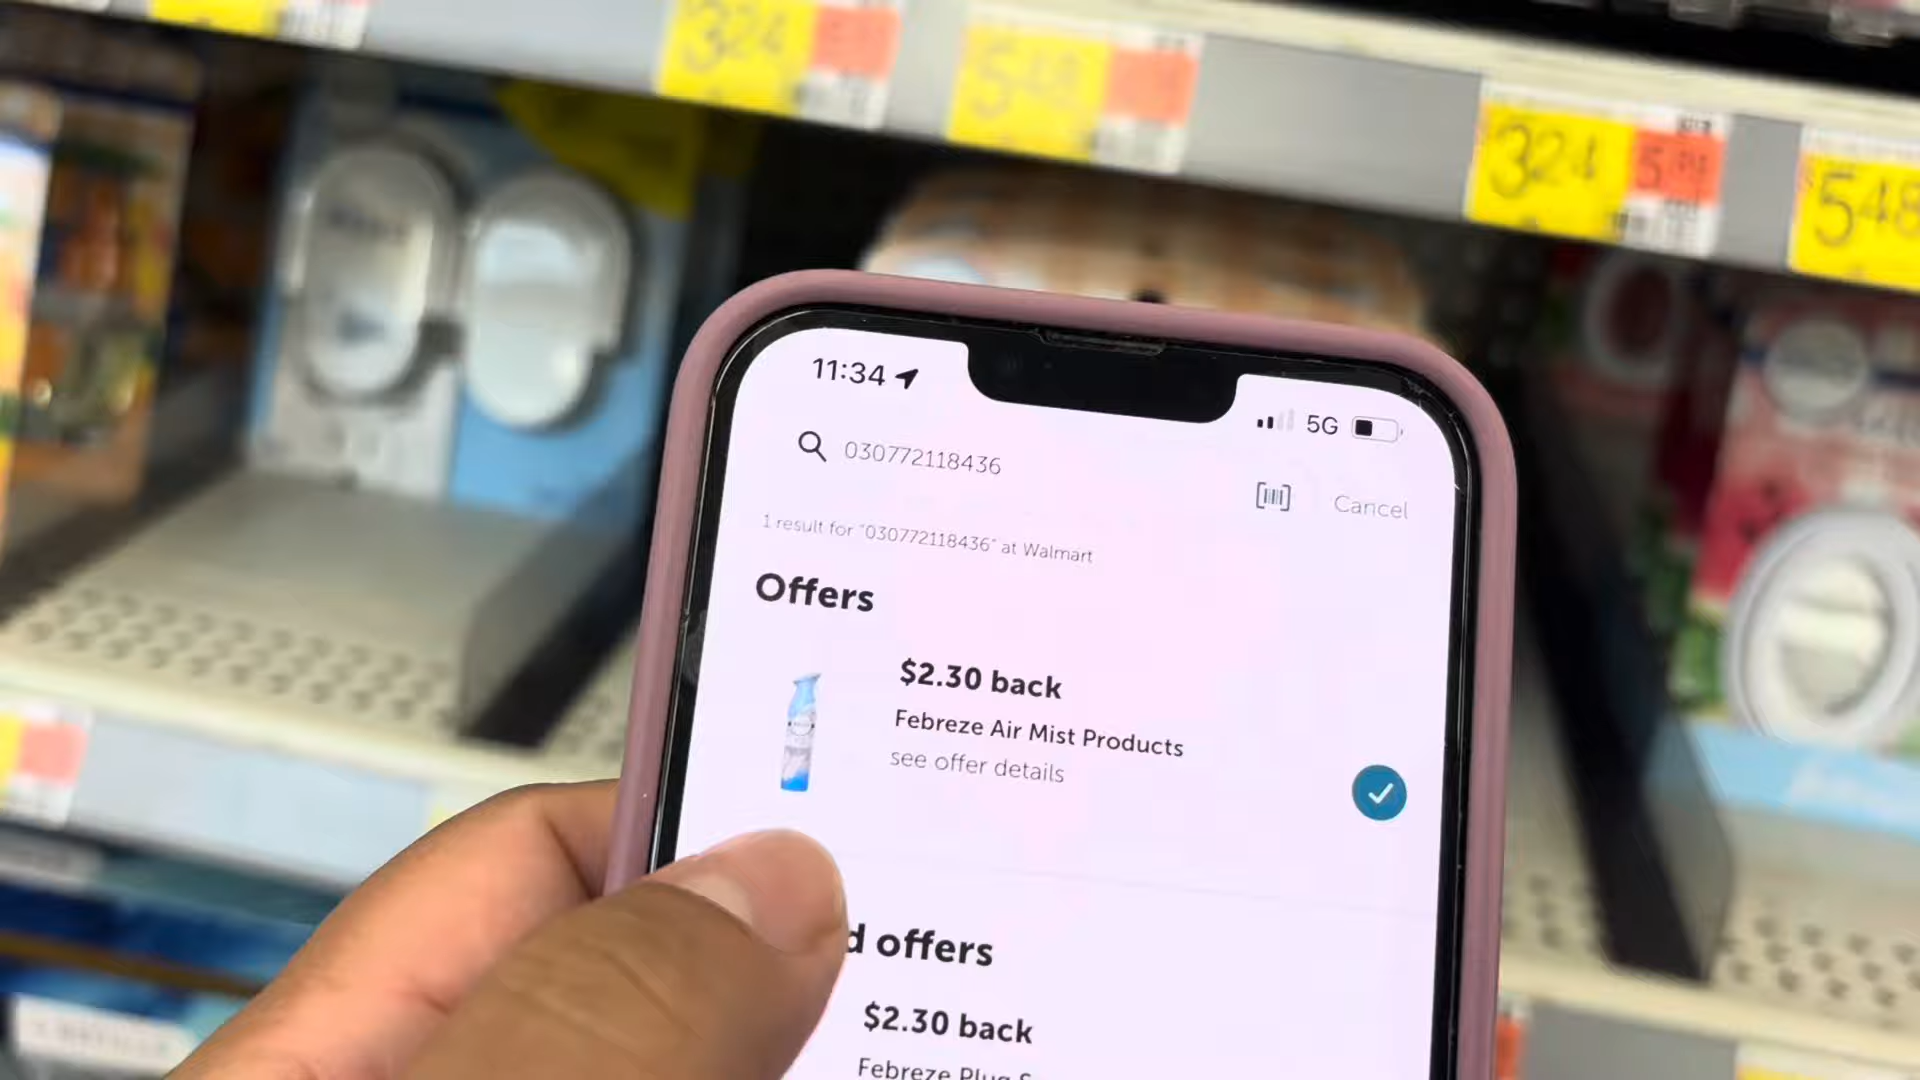 324
548
324
548
11:34
5G
030772118436
Cancel
1 result for "030772118436" at Walmart
Offers
$2.30 back
Febreze Air Mist Products
see offer details
d offers
$2.30 back
Febreze Plug